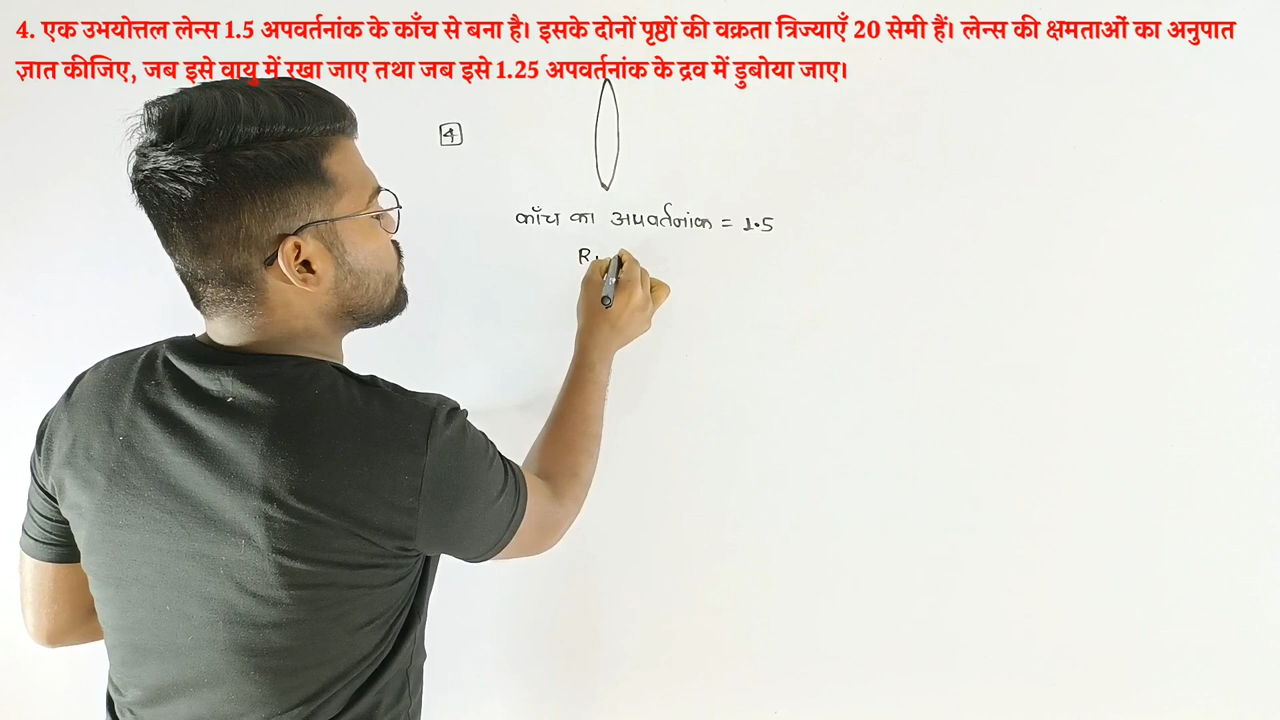 4. एक उभयोत्तल लेन्स 1.5 अपवर्तनांक के काँच से बना है। इसके दोनों पृष्ठों की वक्रता त्रिज्याएँ 20 सेमी हैं। लेन्स की क्षमताओं का अनुपात
ज्ञात कीजिए, जब इसे वायु में रखा जाए तथा जब इसे 1.25 अपवर्तनांक के द्रव में डुबोया जाए।
4
काँच का अपवर्तनांक = 1.5
R₁